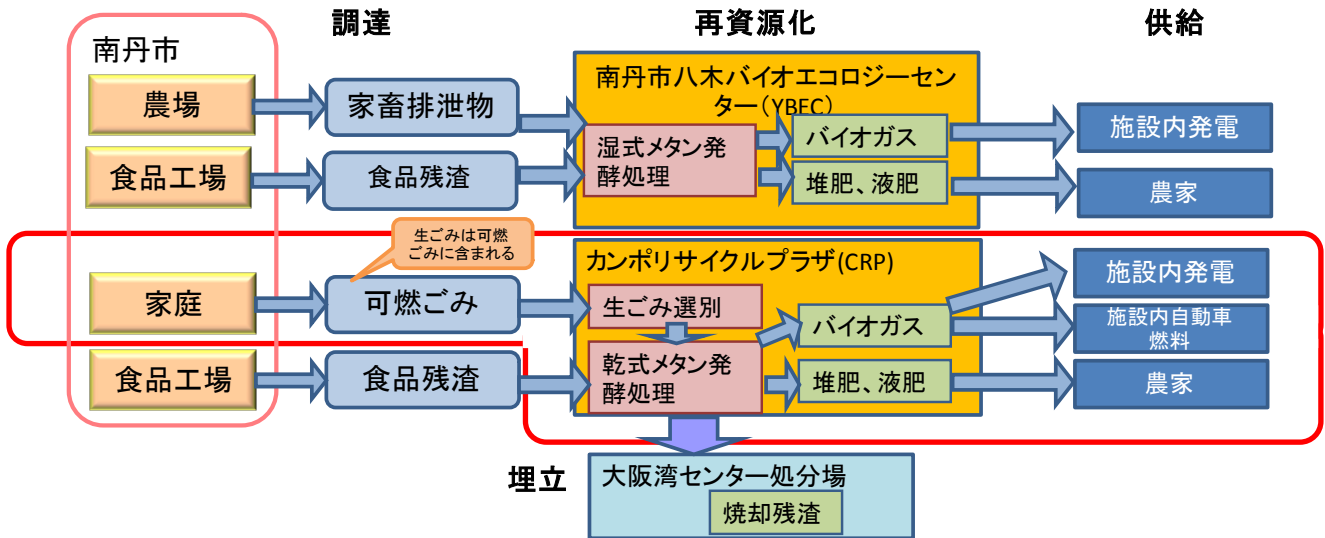 調達
再資源化
供給
南丹市
農場
家畜排泄物
南丹市八木バイオエコロジーセン
ター(YBEC)
湿式メタン発
酵処理
バイオガス
堆肥、液肥
施設内発電
農家
食品工場
食品残渣
生ごみは可燃
ごみに含まれる
家庭
可燃ごみ
カンポリサイクルプラザ(CRP)
生ごみ選別
乾式メタン発
酵処理
バイオガス
堆肥、液肥
施設内発電
施設内自動車
燃料
農家
食品工場
食品残渣
埋立
大阪湾センター処分場
焼却残渣